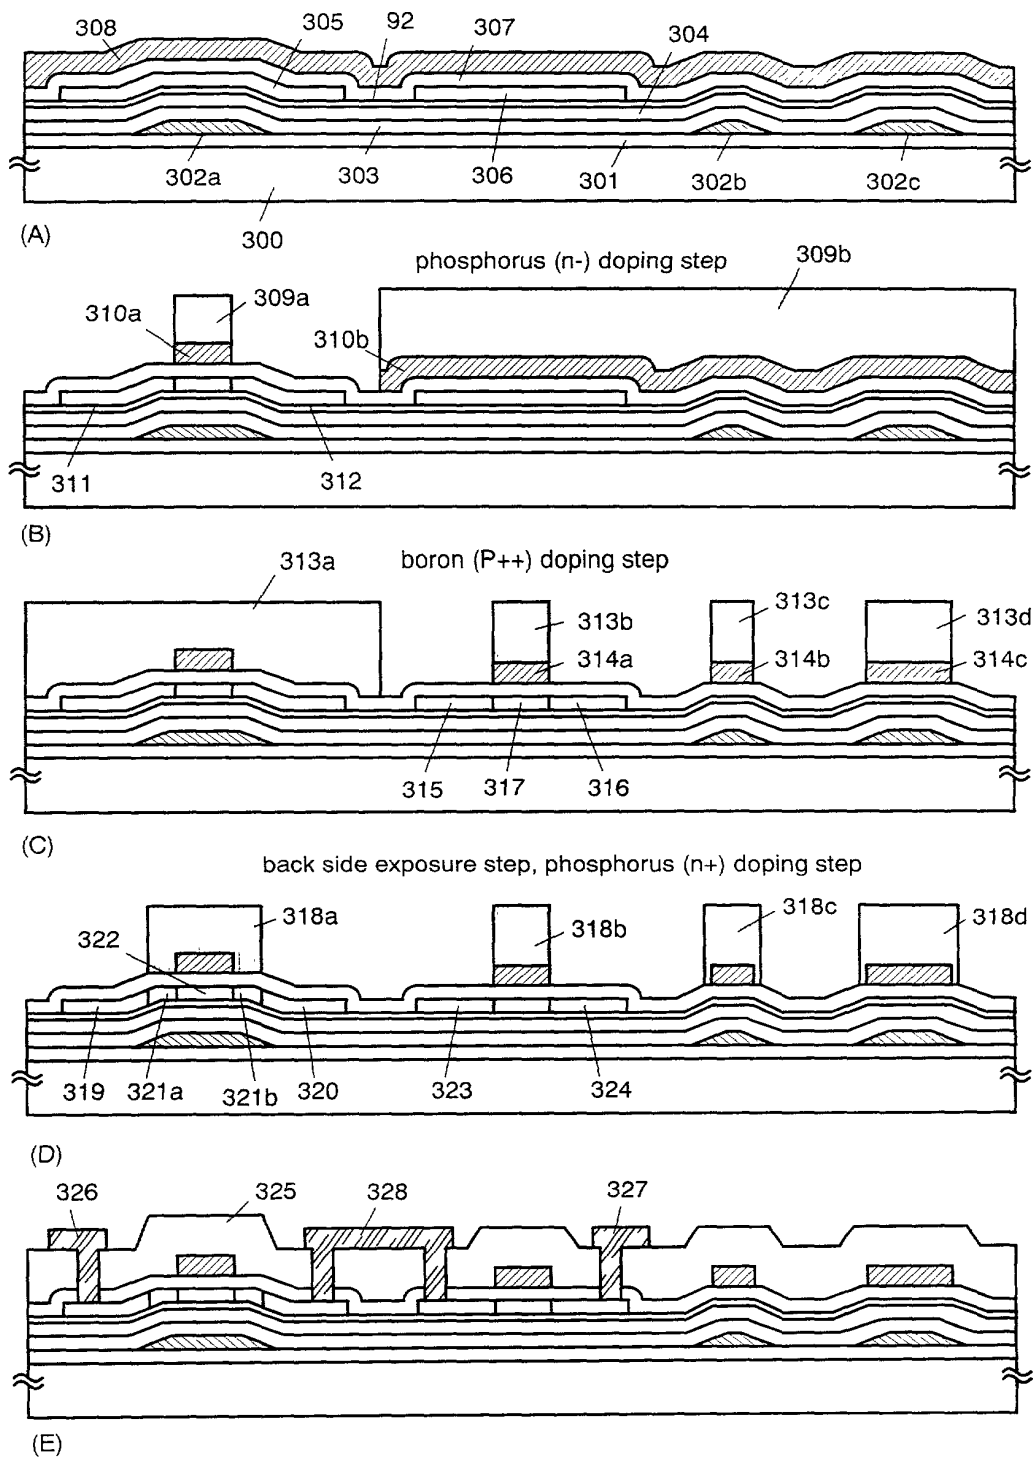 308 305 92 307 304
302a 303 306 301 302b 302c
(A)
300
phosphorus (n-) doping step
309b
309a
310a
310b
311 312
(B)
boron (P++) doping step
313a
313b 313c 313d
314a 314b 314c
315 317 316
(C)
back side exposure step, phosphorus (n+) doping step
318a 318b 318c 318d
322
319 321a 321b 320 323 324
(D)
326 325 328 327
(E)